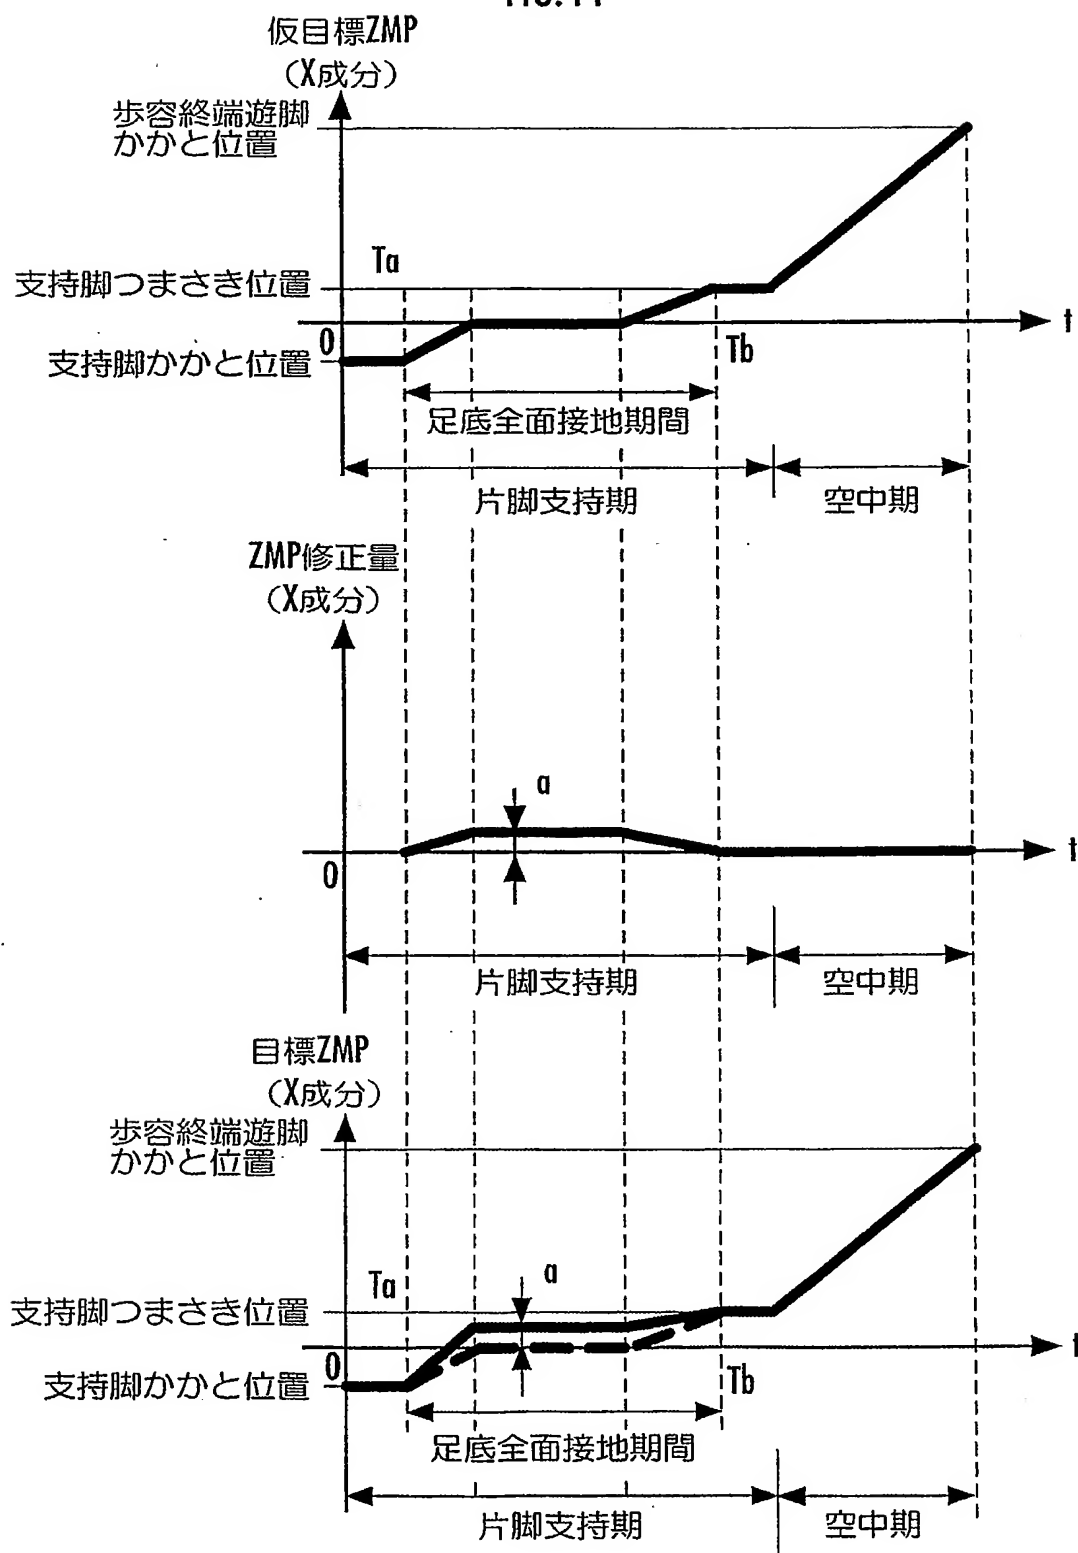 仮目標ZMP
(X成分)
歩容終端遊脚
かかと位置
Ta
支持脚つまさき位置
t
0
Tb
支持脚かかと位置
足底全面接地期間
片脚支持期
空中期
ZMP修正量
(X成分)
a
t
0
片脚支持期
空中期
目標ZMP
(X成分)
歩容終端遊脚
かかと位置
Ta
a
支持脚つまさき位置
t
0
Tb
支持脚かかと位置
足底全面接地期間
片脚支持期
空中期